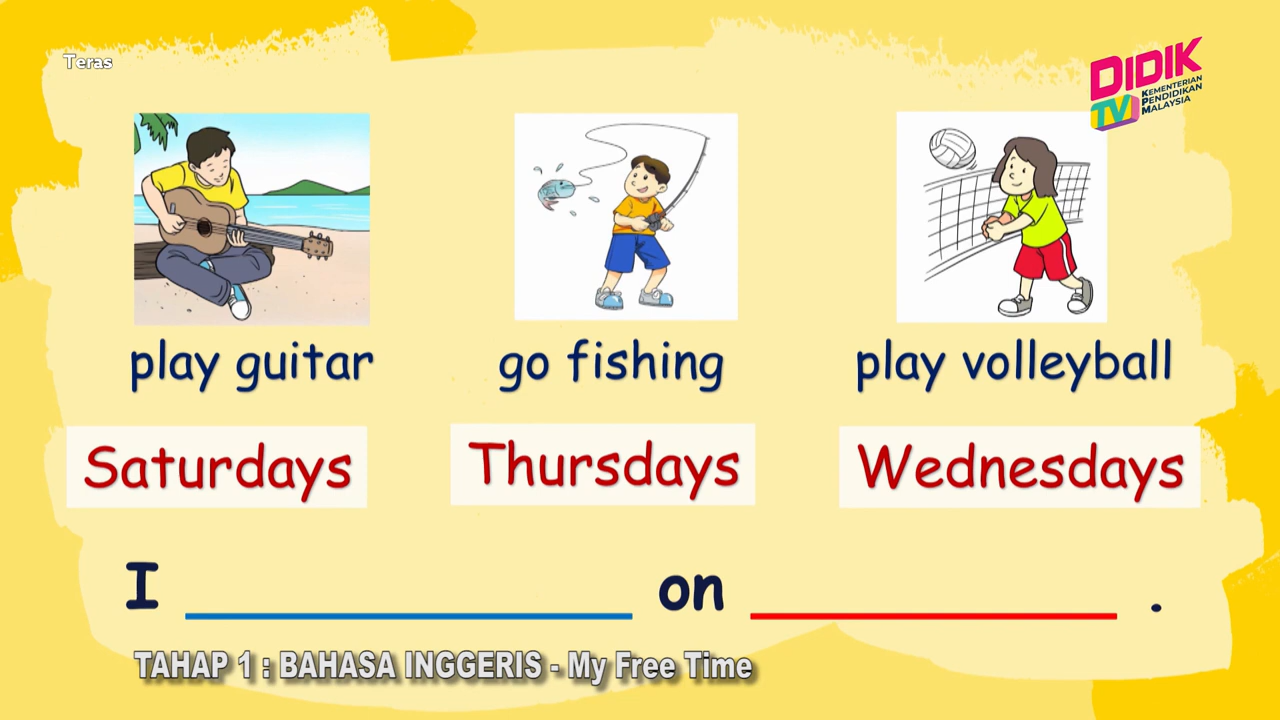 Teras
DIDIK
TV
KEMENTERIAN
PENDIDIKAN
MALAYSIA
play guitar
go fishing
play volleyball
Saturdays
Thursdays
Wednesdays
I on .
TAHAP 1 : BAHASA INGGERIS - My Free Time